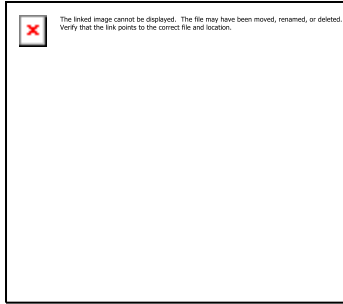 The linked image cannot be displayed.  The file may have been moved, renamed, or deleted.
Verify that the link points to the correct file and location.